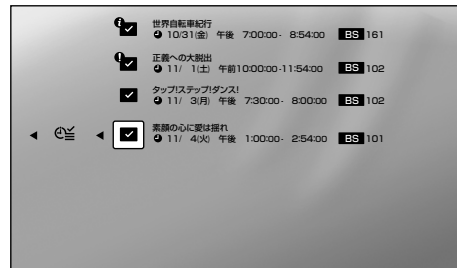 世界自転車紀行
10/31(金) 午後 7:00:00- 8:54:00 BS 161
正義への大脱出
11/ 1(土) 午前10:00:00-11:54:00 BS 102
タップ!ステップ!ダンス!
11/ 3(月) 午後 7:30:00- 8:00:00 BS 102
素顔の心に愛は揺れ
11/ 4(火) 午後 1:00:00- 2:54:00 BS 101